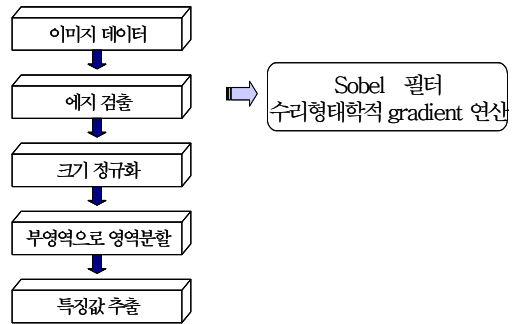 이미지 데이터
에지 검출
Sobel 필터
수리형태학적 gradient 연산
크기 정규화
부영역으로 영역분할
특징값 추출